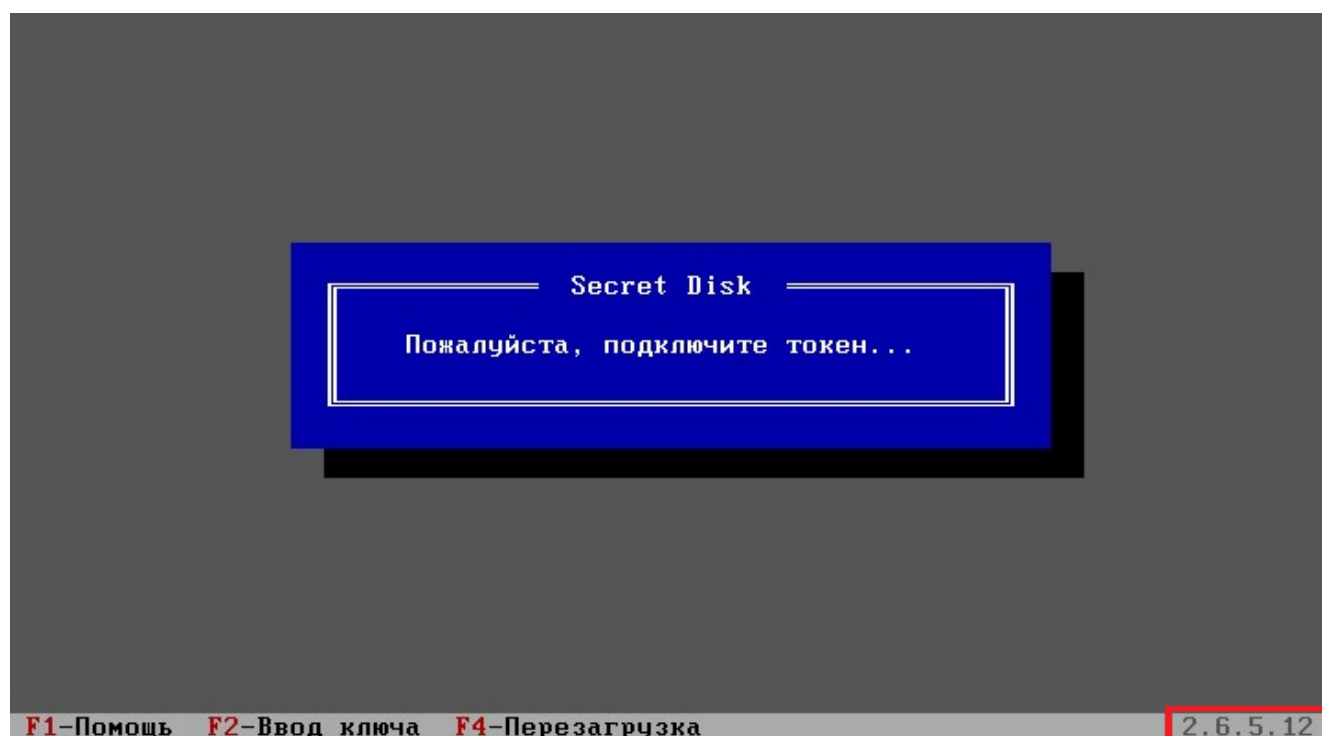 Secret Disk
Пожалуйста, подключите токен...
F1-Помощь F2-Ввод ключа F4-Перезагрузка 2.6.5.12